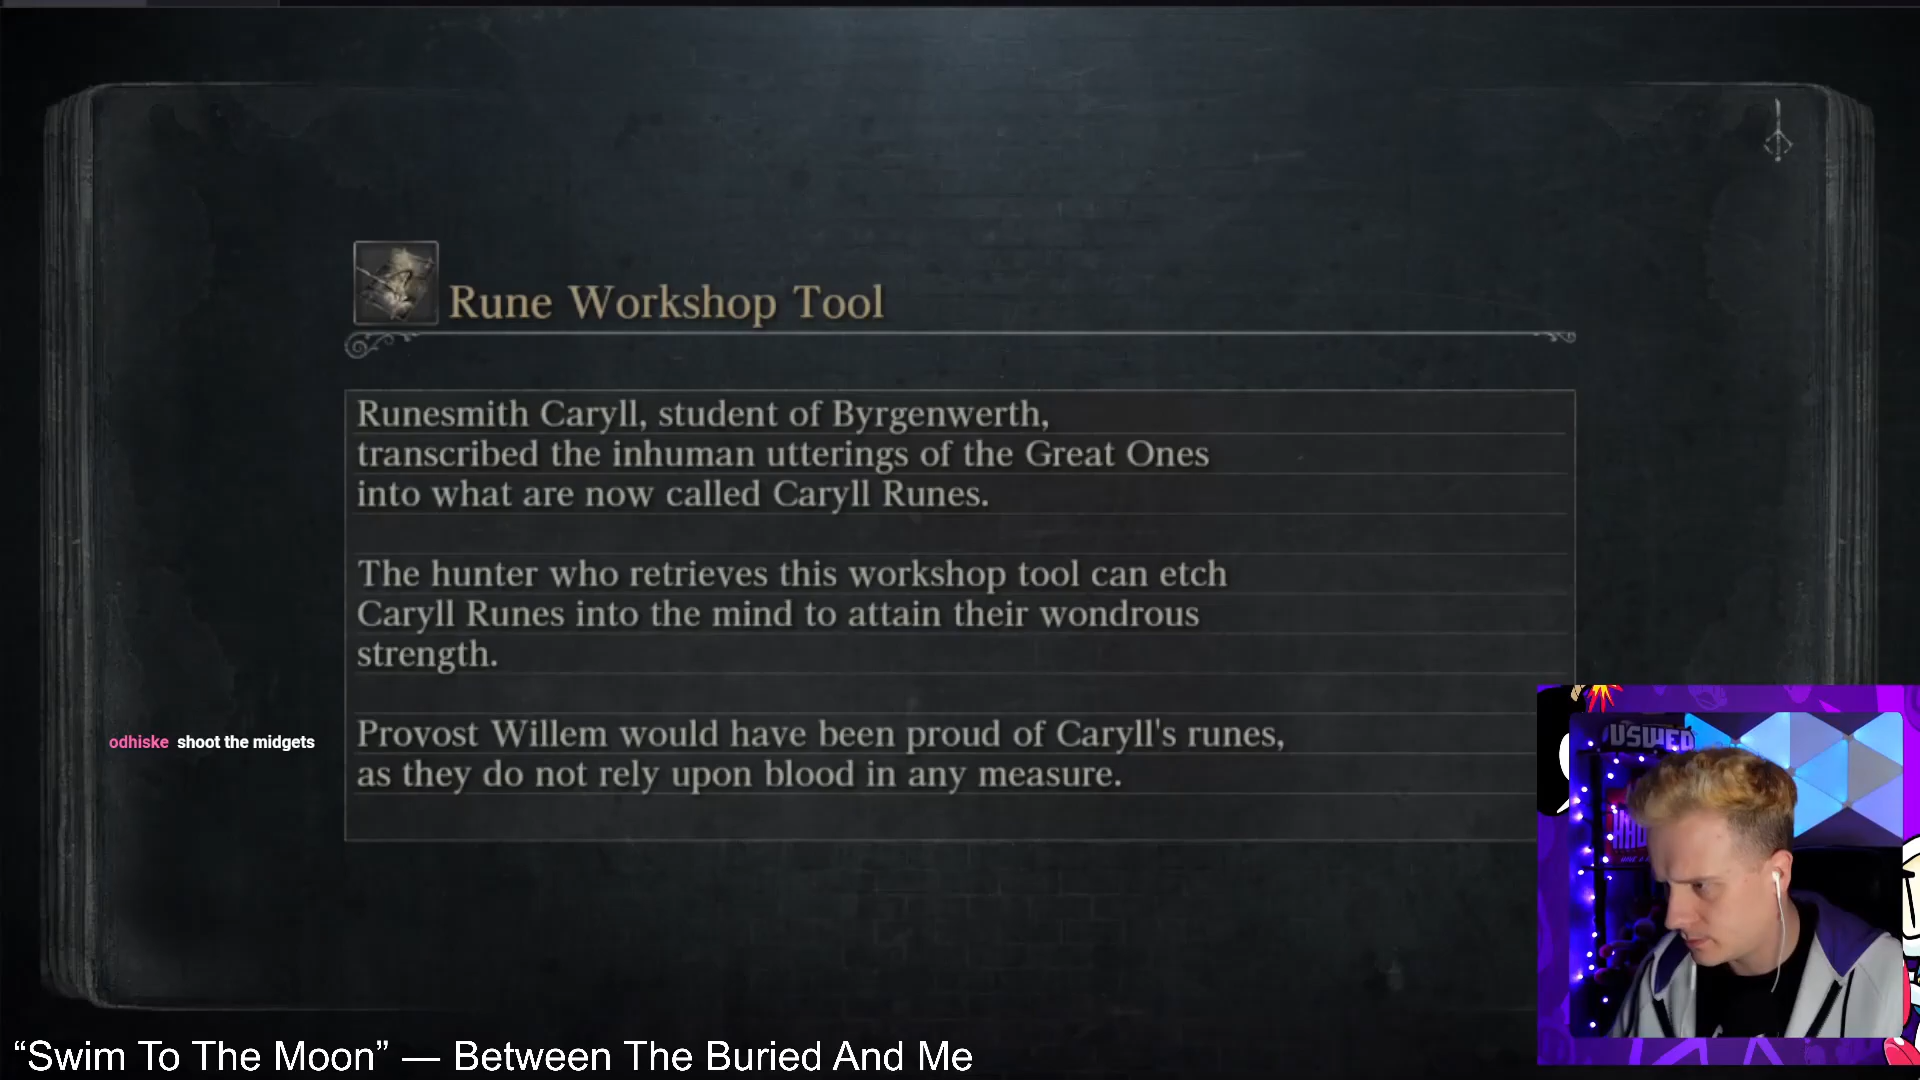 Rune Workshop Tool
Runesmith Caryll, student of Byrgenwerth,
transcribed the inhuman utterings of the Great Ones
into what are now called Caryll Runes.
The hunter who retrieves this workshop tool can etch
Caryll Runes into the mind to attain their wondrous
strength.
Provost Willem would have been proud of Caryll's runes,
as they do not rely upon blood in any measure.
odhiske shoot the midgets
“Swim To The Moon” — Between The Buried And Me